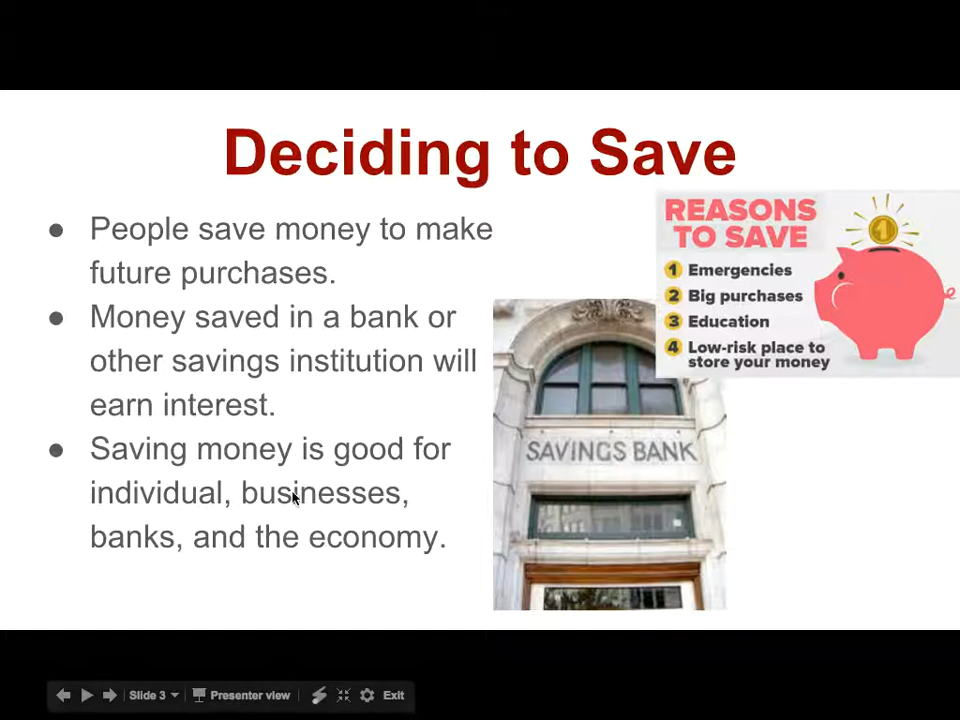 Deciding to Save
● People save money to make
future purchases.
● Money saved in a bank or
other savings institution will
earn interest.
● Saving money is good for
individual, businesses,
banks, and the economy.
REASONS
TO SAVE
1 Emergencies
2 Big purchases
3 Education
4 Low-risk place to
store your money
1
SAVINGS BANK
Slide 3
Presenter view
Exit